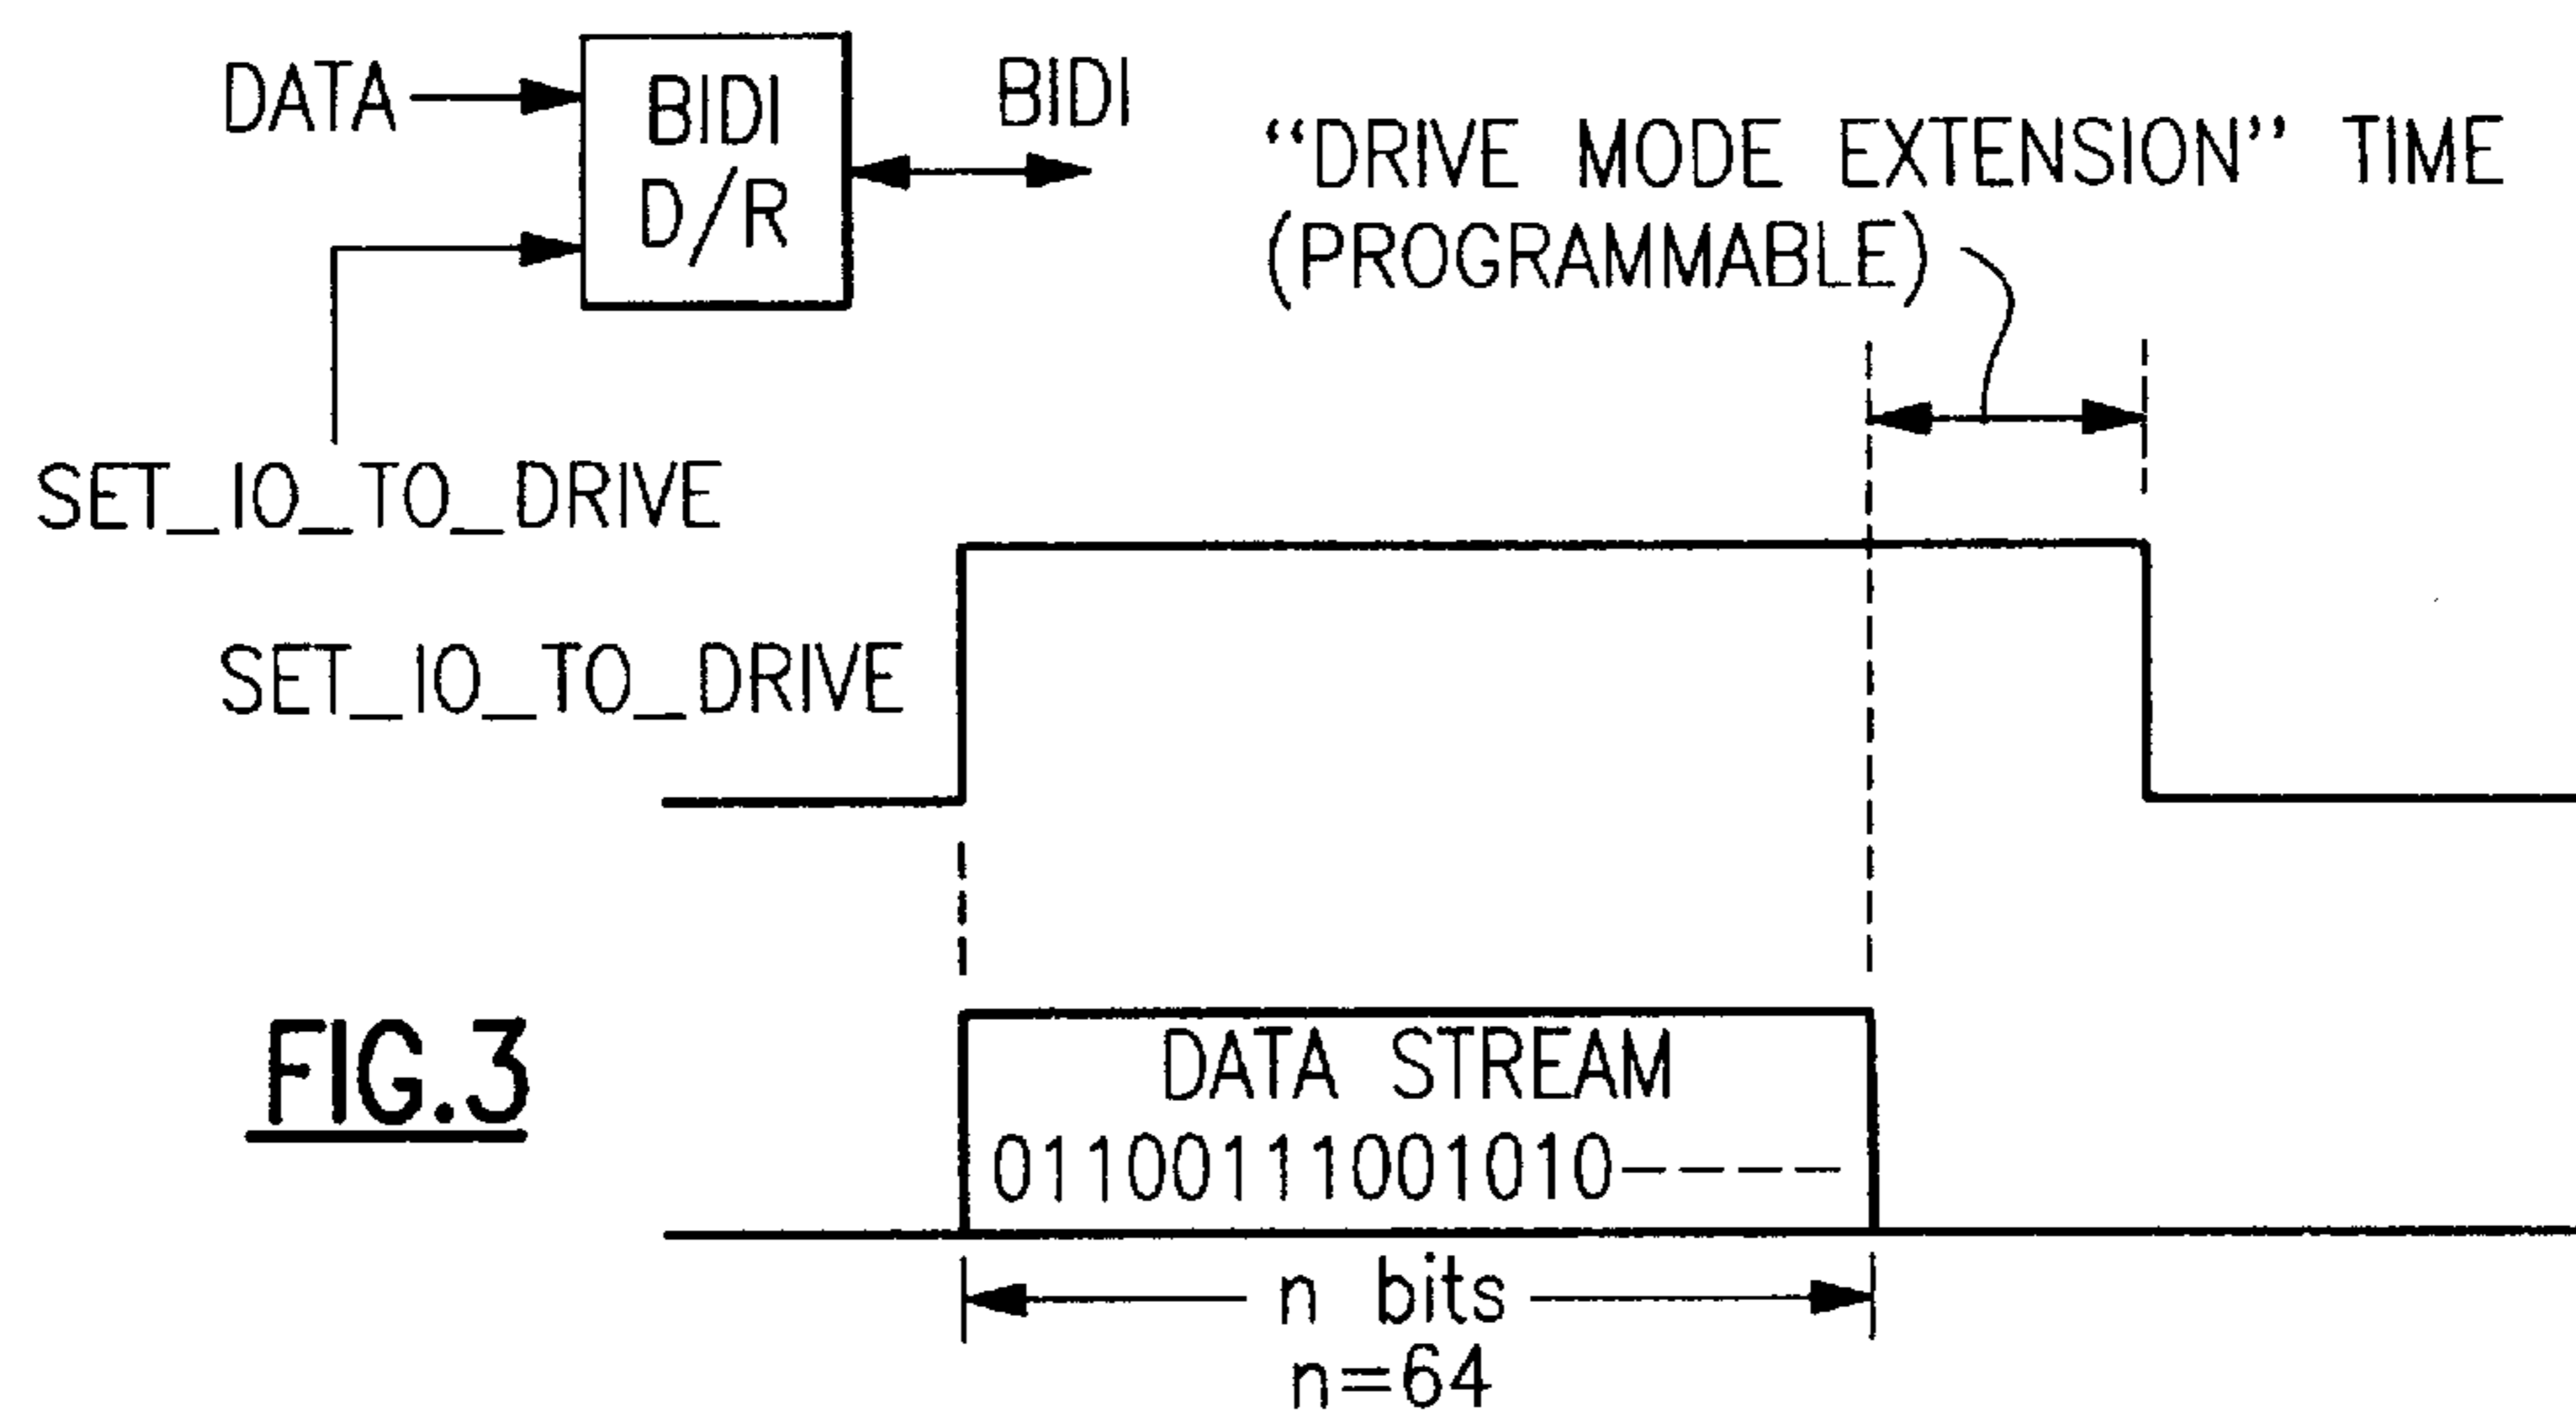 DATA
BIDI
D/R
BIDI
"DRIVE MODE EXTENSION" TIME
(PROGRAMMABLE)
SET_IO_TO_DRIVE
SET_IO_TO_DRIVE
DATA STREAM
01100111001010----
n bits
n=64
FIG.3